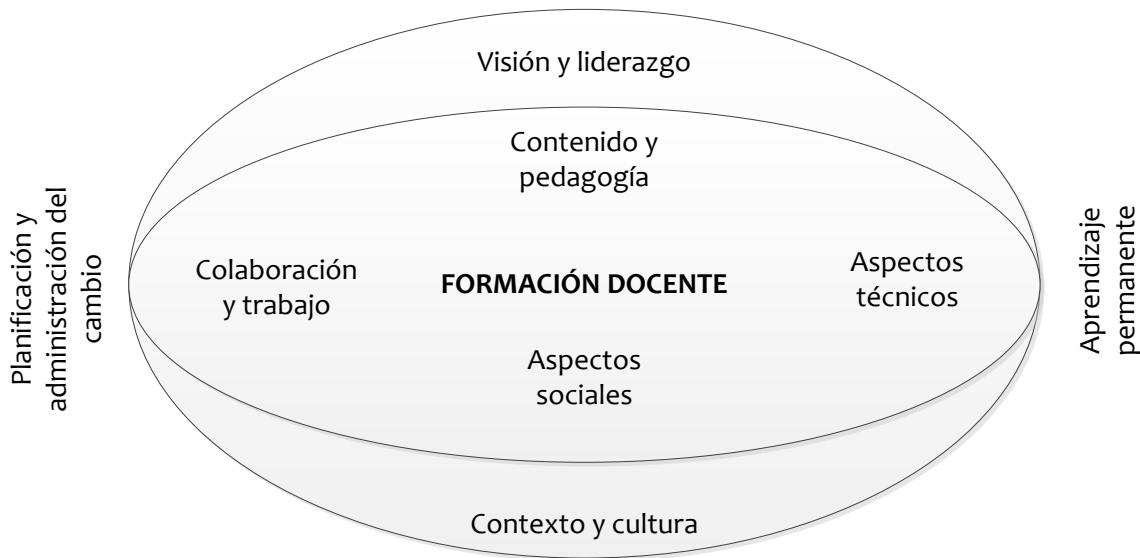 Visión y liderazgo
Contenido y
pedagogía
Planificación y
administración del
cambio
Colaboración
y trabajo
FORMACIÓN DOCENTE
Aspectos
técnicos
Aprendizaje
permanente
Aspectos
sociales
Contexto y cultura